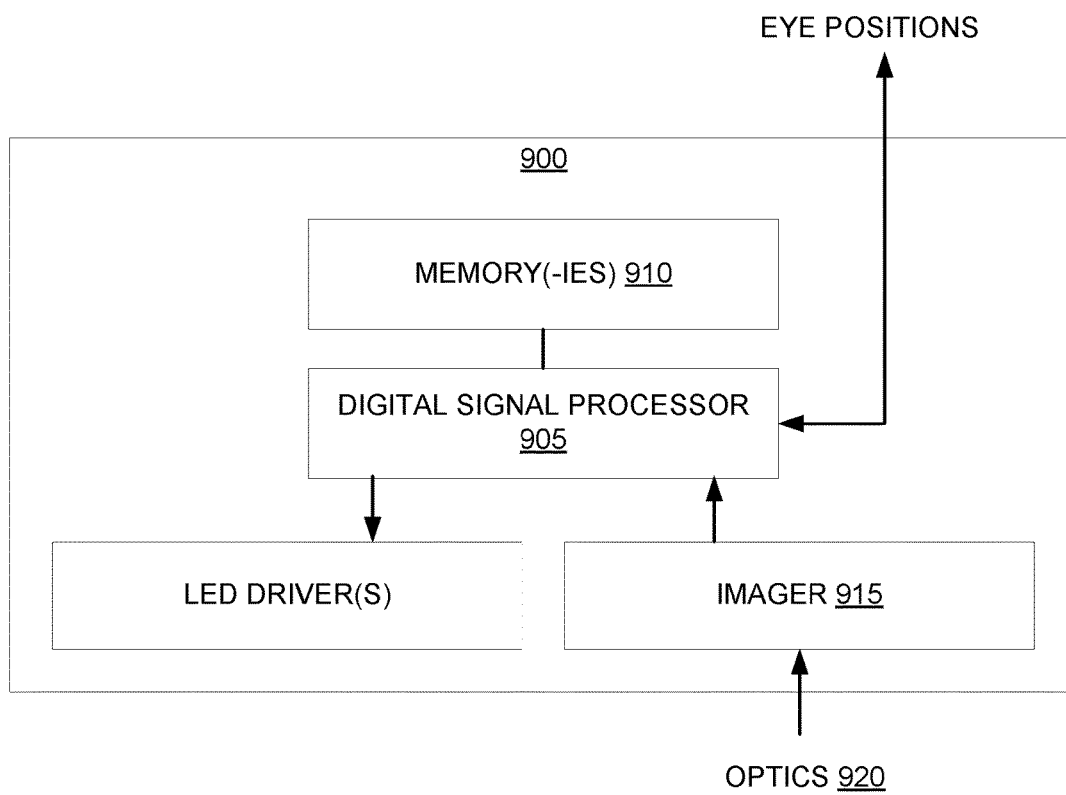 EYE POSITIONS
900
MEMORY(-IES) 910
DIGITAL SIGNAL PROCESSOR
905
LED DRIVER(S)
IMAGER 915
OPTICS 920